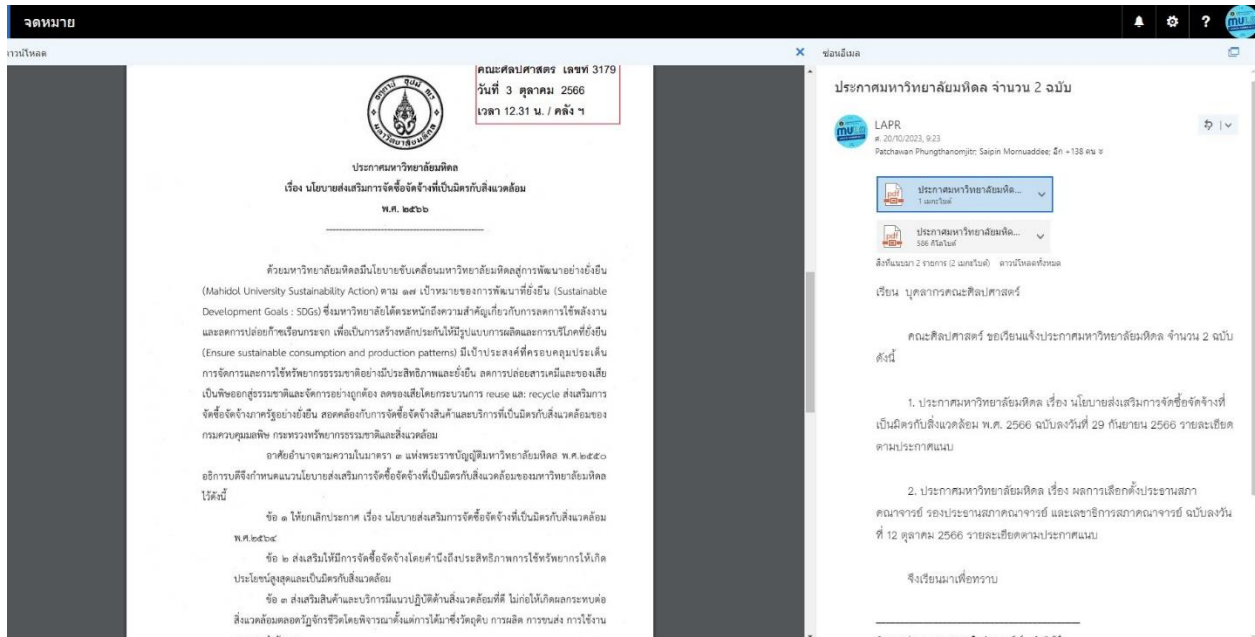 จดหมาย
?
ดาวน์โหลด
ซ่อนอีเมล
คณะศิลปศาสตร์ เลขที่ 3179
วันที่ 3 ตุลาคม 2566
เวลา 12.31 น. / คลัง ฯ
ประกาศมหาวิทยาลัยมหิดล
เรื่อง นโยบายส่งเสริมการจัดซื้อจัดจ้างที่เป็นมิตรกับสิ่งแวดล้อม
พ.ศ. ๒๕๖๖
ด้วยมหาวิทยาลัยมหิดลมีนโยบายขับเคลื่อนมหาวิทยาลัยมหิดลสู่การพัฒนาอย่างยั่งยืน
(Mahidol University Sustainability Action) ตาม ๑๗ เป้าหมายของการพัฒนาที่ยั่งยืน (Sustainable
Development Goals : SDGs) ซึ่งมหาวิทยาลัยได้ตระหนักถึงความสำคัญเกี่ยวกับการลดการใช้พลังงาน
และลดการปล่อยก๊าซเรือนกระจก เพื่อเป็นการสร้างหลักประกันให้มีรูปแบบการผลิตและการบริโภคที่ยั่งยืน
(Ensure sustainable consumption and production patterns) มีเป้าประสงค์ที่ครอบคลุมประเด็น
การจัดการและการใช้ทรัพยากรธรรมชาติอย่างมีประสิทธิภาพและยั่งยืน ลดการปล่อยสารเคมีและของเสีย
เป็นพิษออกสู่ธรรมชาติและจัดการอย่างถูกต้อง ลดของเสียโดยกระบวนการ reuse และ recycle ส่งเสริมการ
จัดซื้อจัดจ้างภาครัฐอย่างยั่งยืน สอดคล้องกับการจัดซื้อจัดจ้างสินค้าและบริการที่เป็นมิตรกับสิ่งแวดล้อมของ
กรมควบคุมมลพิษ กระทรวงทรัพยากรธรรมชาติและสิ่งแวดล้อม
อาศัยอำนาจตามความในมาตรา ๓ แห่งพระราชบัญญัติมหาวิทยาลัยมหิดล พ.ศ.๒๕๕๐
อธิการบดีจึงกำหนดแนวนโยบายส่งเสริมการจัดซื้อจัดจ้างที่เป็นมิตรกับสิ่งแวดล้อมของมหาวิทยาลัยมหิดล
ไว้ดังนี้
ข้อ ๑ ให้ยกเลิกประกาศ เรื่อง นโยบายส่งเสริมการจัดซื้อจัดจ้างที่เป็นมิตรกับสิ่งแวดล้อม
พ.ศ.๒๕๖๔
ข้อ ๒ ส่งเสริมให้มีการจัดซื้อจัดจ้างโดยคำนึงถึงประสิทธิภาพการใช้ทรัพยากรให้เกิด
ประโยชน์สูงสุดและเป็นมิตรกับสิ่งแวดล้อม
ข้อ ๓ ส่งเสริมสินค้าและบริการมีแนวปฏิบัติด้านสิ่งแวดล้อมที่ดี ไม่ก่อให้เกิดผลกระทบต่อ
สิ่งแวดล้อมตลอดวัฏจักรชีวิตโดยพิจารณาตั้งแต่การได้มาซึ่งวัตถุดิบ การผลิต การขนส่ง การใช้งาน
ประกาศมหาวิทยาลัยมหิดล จำนวน 2 ฉบับ
LAPR
ศ. 20/10/2023, 9:23
Patchawan Phungthanomjitr; Saipin Mornuaddee; อีก +138 คน
ประกาศมหาวิทยาลัยมหิด...
1 เมกะไบต์
ประกาศมหาวิทยาลัยมหิด...
586 กิโลไบต์
สิ่งที่แนบมา 2 รายการ (2 เมกะไบต์) ดาวน์โหลดทั้งหมด
เรียน บุคลากรคณะศิลปศาสตร์
คณะศิลปศาสตร์ ขอเรียนแจ้งประกาศมหาวิทยาลัยมหิดล จำนวน 2 ฉบับ
ดังนี้
1. ประกาศมหาวิทยาลัยมหิดล เรื่อง นโยบายส่งเสริมการจัดซื้อจัดจ้างที่
เป็นมิตรกับสิ่งแวดล้อม พ.ศ. 2566 ฉบับลงวันที่ 29 กันยายน 2566 รายละเอียด
ตามประกาศแนบ
2. ประกาศมหาวิทยาลัยมหิดล เรื่อง ผลการเลือกตั้งประธานสภา
คณาจารย์ รองประธานสภาคณาจารย์ และเลขาธิการสภาคณาจารย์ ฉบับลงวัน
ที่ 12 ตุลาคม 2566 รายละเอียดตามประกาศแนบ
จึงเรียนมาเพื่อทราบ